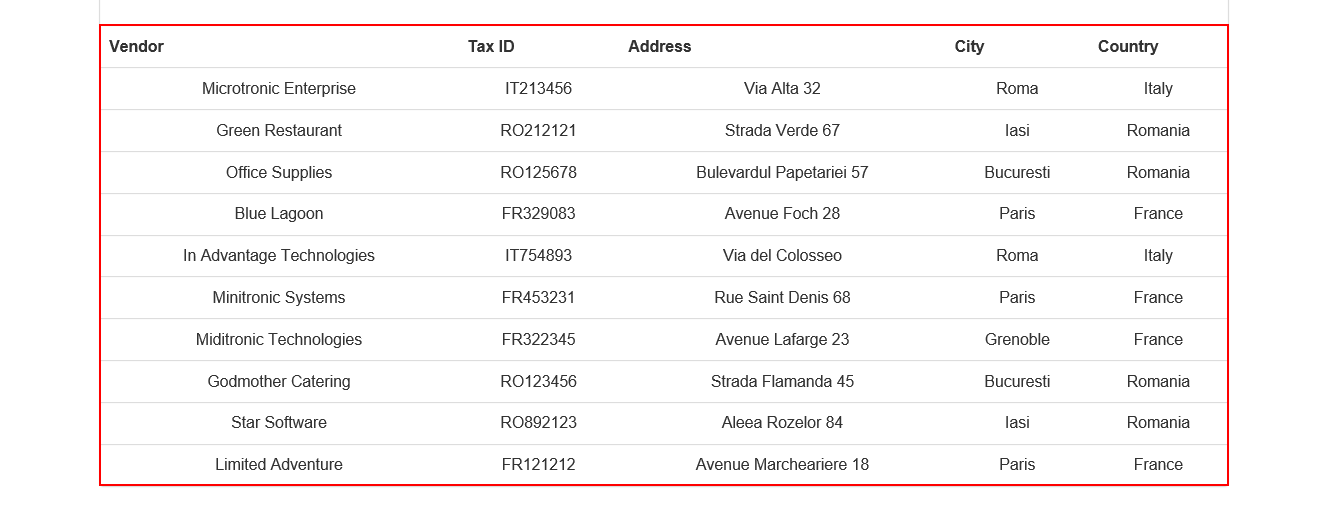 Vendor Tax ID Address City Country
Microtronic Enterprise IT213456 Via Alta 32 Roma Italy
Green Restaurant RO212121 Strada Verde 67 Iasi Romania
Office Supplies RO125678 Bulevardul Papetariei 57 Bucuresti Romania
Blue Lagoon FR329083 Avenue Foch 28 Paris France
In Advantage Technologies IT754893 Via del Colosseo Roma Italy
Minitronic Systems FR453231 Rue Saint Denis 68 Paris France
Miditronic Technologies FR322345 Avenue Lafarge 23 Grenoble France
Godmother Catering RO123456 Strada Flamanda 45 Bucuresti Romania
Star Software RO892123 Aleea Rozelor 84 Iasi Romania
Limited Adventure FR121212 Avenue Marcheariere 18 Paris France